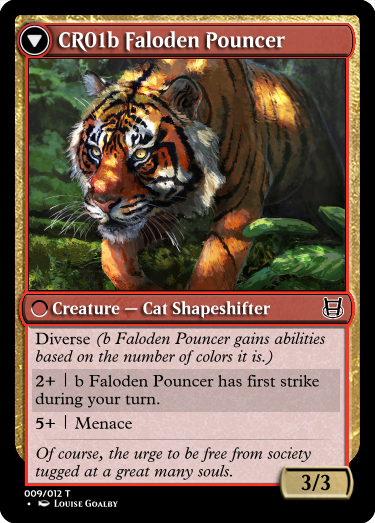 CR01b Faloden Pouncer
Creature — Cat Shapeshifter
Diverse (b Faloden Pouncer gains abilities
based on the number of colors it is.)
2+ | b Faloden Pouncer has first strike
during your turn.
5+ | Menace
Of course, the urge to be free from society
tugged at a great many souls.
3/3
009/012 T
• Louise Goalby